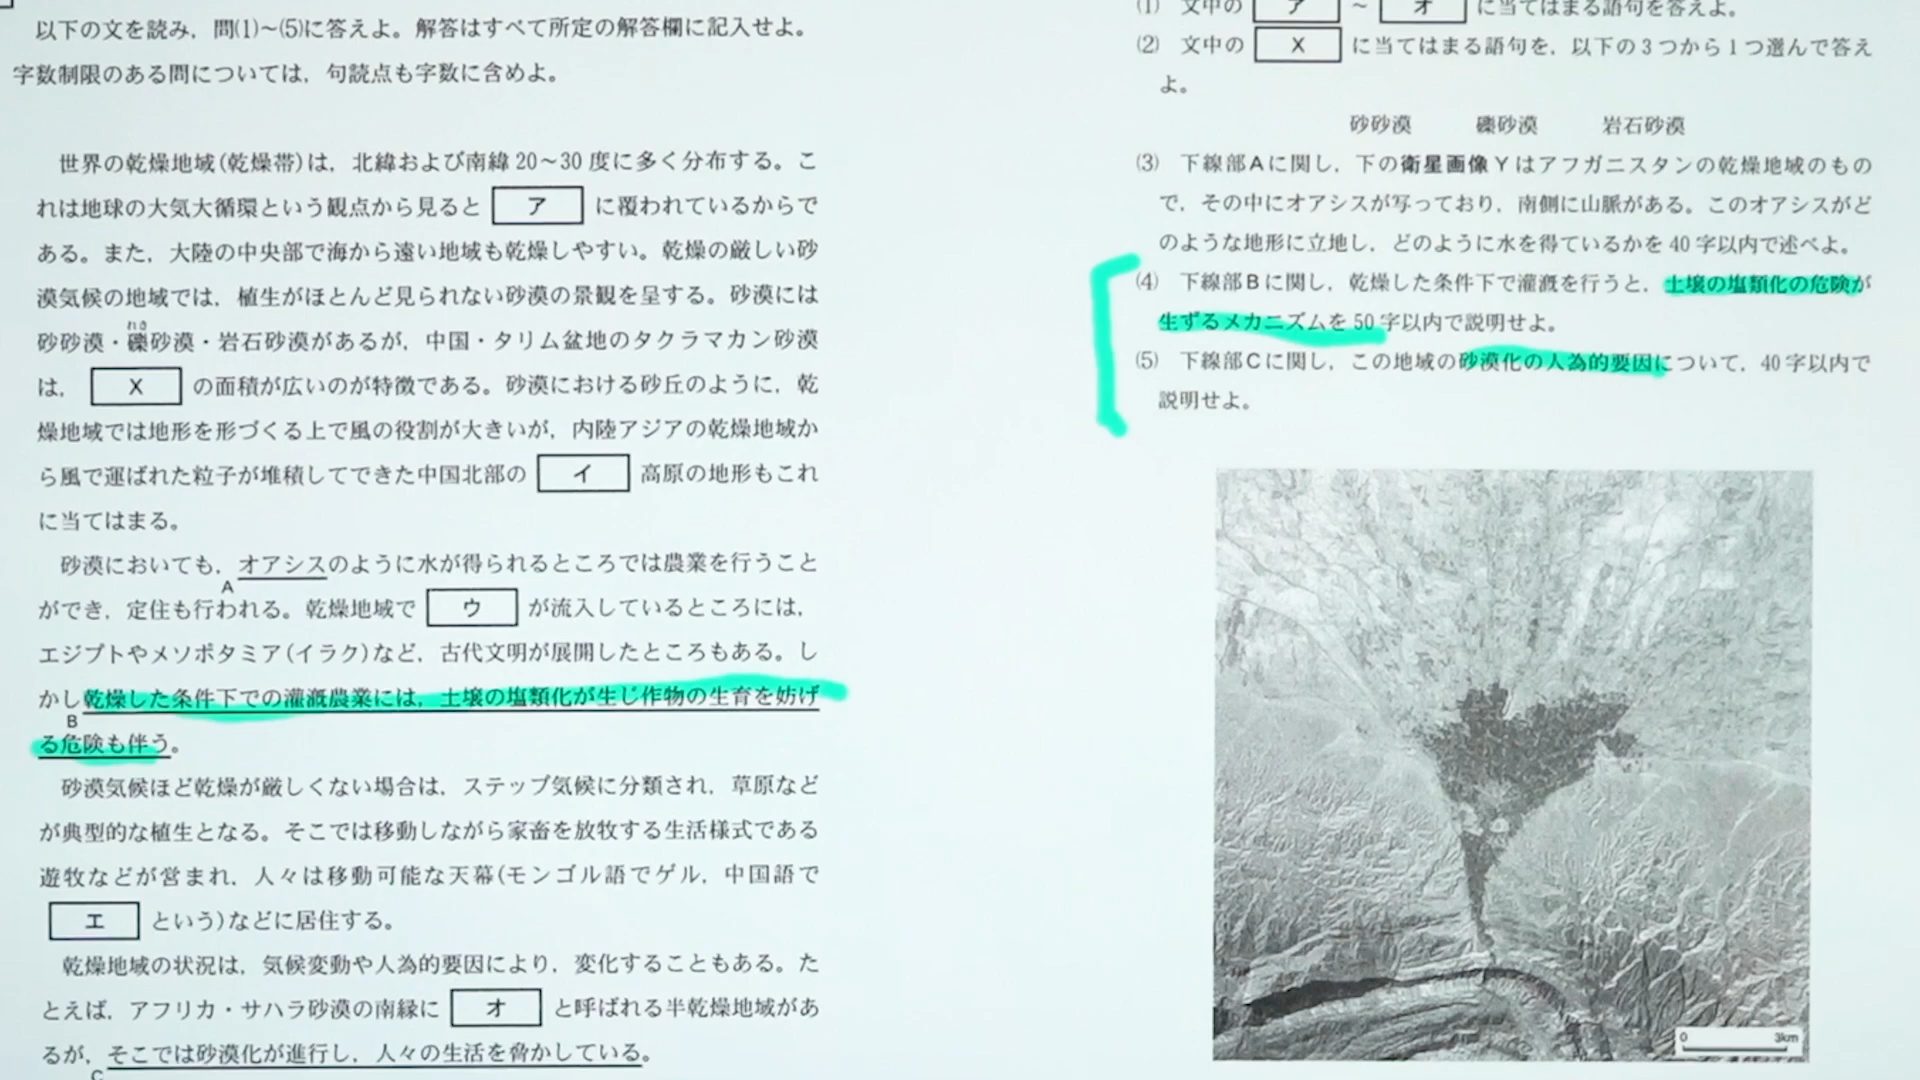 以下の文を読み，問(1)~(5)に答えよ。解答はすべて所定の解答欄に記入せよ。
字数制限のある問については，句読点も字数に含めよ。
世界の乾燥地域(乾燥帯)は，北緯および南緯 20～30 度に多く分布する。こ
れは地球の大気大循環という観点から見ると ア に覆われているからで
ある。また，大陸の中央部で海から遠い地域も乾燥しやすい。乾燥の厳しい砂
漠気候の地域では，植生がほとんど見られない砂漠の景観を呈する。砂漠には
れき
砂砂漠・礫砂漠・岩石砂漠があるが，中国・タリム盆地のタクラマカン砂漠
は， X の面積が広いのが特徴である。砂漠における砂丘のように，乾
燥地域では地形を形づくる上で風の役割が大きいが，内陸アジアの乾燥地域か
ら風で運ばれた粒子が堆積してできた中国北部の イ 高原の地形もこれ
に当てはまる。
砂漠においても，オアシスのように水が得られるところでは農業を行うこと
A
ができ，定住も行われる。乾燥地域で ウ が流入しているところには，
エジプトやメソポタミア(イラク)など，古代文明が展開したところもある。し
かし乾燥した条件下での灌漑農業には，土壌の塩類化が生じ作物の生育を妨げ
B
る危険も伴う。
砂漠気候ほど乾燥が厳しくない場合は，ステップ気候に分類され，草原など
が典型的な植生となる。そこでは移動しながら家畜を放牧する生活様式である
遊牧などが営まれ，人々は移動可能な天幕(モンゴル語でゲル，中国語で
エ という)などに居住する。
乾燥地域の状況は，気候変動や人為的要因により，変化することもある。た
とえば，アフリカ・サハラ砂漠の南縁に オ と呼ばれる半乾燥地域があ
るが，そこでは砂漠化が進行し，人々の生活を脅かしている。
C
(1) 文中の ア ～ オ に当てはまる語句を答えよ。
(2) 文中の X に当てはまる語句を，以下の3つから1つ選んで答え
よ。
砂砂漠 礫砂漠 岩石砂漠
(3) 下線部Aに関し，下の衛星画像Yはアフガニスタンの乾燥地域のもの
で，その中にオアシスが写っており，南側に山脈がある。このオアシスがど
のような地形に立地し，どのように水を得ているかを 40 字以内で述べよ。
(4) 下線部Bに関し，乾燥した条件下で灌漑を行うと，土壌の塩類化の危険が
生ずるメカニズムを 50 字以内で説明せよ。
(5) 下線部Cに関し，この地域の砂漠化の人為的要因について，40 字以内で
説明せよ。
0 3km